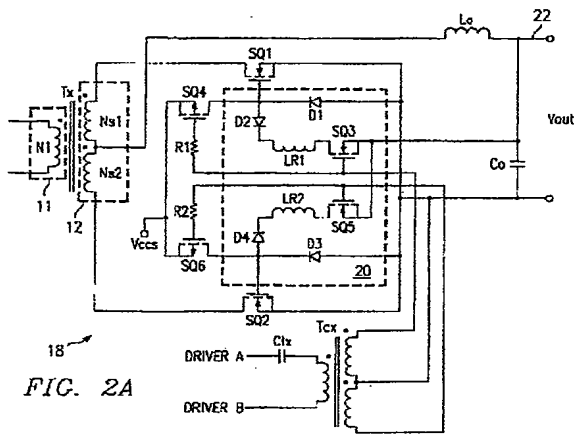 Lo
22
SQ1
Tx
SQ4
D1
D2
SQ3
N1
Ns1
R1
LR1
Vout
Ns2
R2
LR2
Co
SQ5
11
12
D4
Vccs
D3
SQ6
20
SQ2
Tcx
18
DRIVER A
C1x
FIG. 2A
DRIVER B